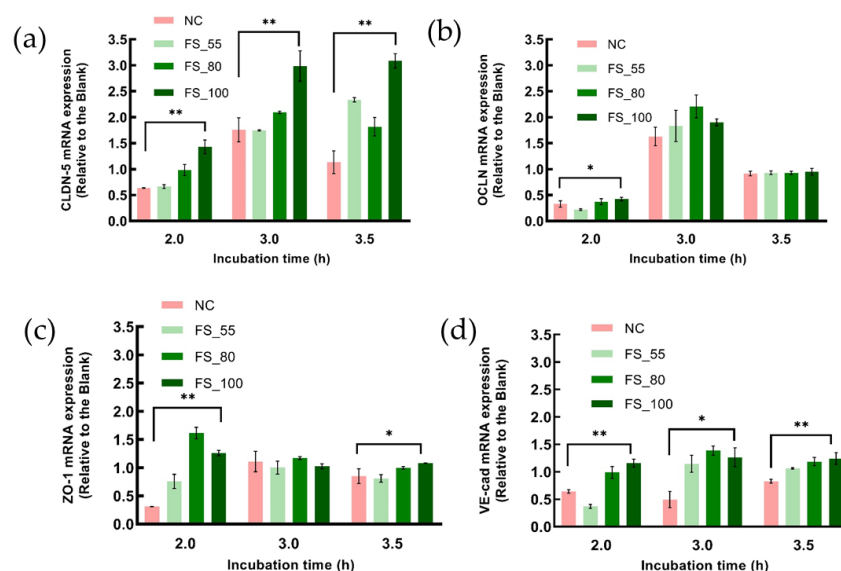 (a)
NC
FS_55
FS_80
FS_100
CLDN-5 mRNA expression
(Relative to the Blank)
3.5
3.0
2.5
2.0
1.5
1.0
0.5
0.0
**
**
**
2.0 3.0 3.5
Incubation time (h)
(b)
NC
FS_55
FS_80
FS_100
OCLN mRNA expression
(Relative to the Blank)
3.5
3.0
2.5
2.0
1.5
1.0
0.5
0.0
*
2.0 3.0 3.5
Incubation time (h)
(c)
NC
FS_55
FS_80
FS_100
ZO-1 mRNA expression
(Relative to the Blank)
3.5
3.0
2.5
2.0
1.5
1.0
0.5
0.0
**
*
2.0 3.0 3.5
Incubation time (h)
(d)
NC
FS_55
FS_80
FS_100
VE-cad mRNA expression
(Relative to the Blank)
3.5
3.0
2.5
2.0
1.5
1.0
0.5
0.0
**
*
**
2.0 3.0 3.5
Incubation time (h)